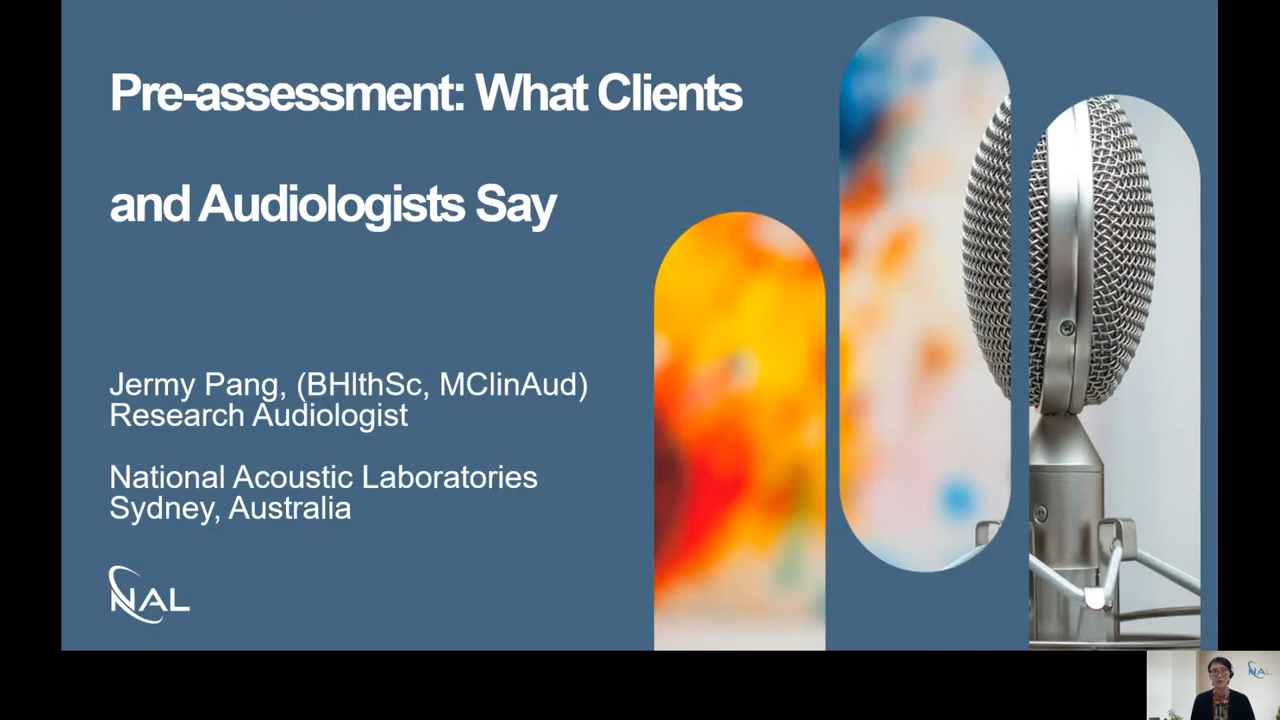 Pre-assessment: What Clients
and Audiologists Say
Jermy Pang, (BHlthSc, MClinAud)
Research Audiologist
National Acoustic Laboratories
Sydney, Australia
NAL
NAL